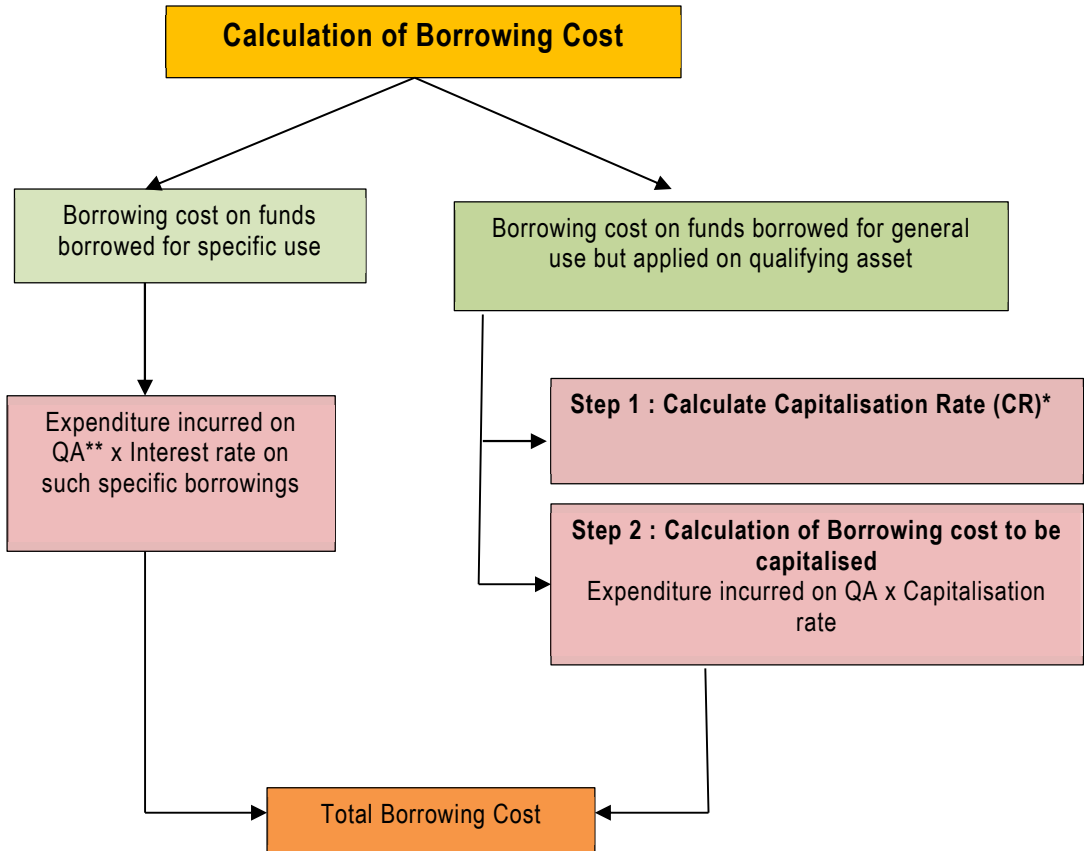 Calculation of Borrowing Cost
Borrowing cost on funds
borrowed for specific use
Borrowing cost on funds borrowed for general
use but applied on qualifying asset
Expenditure incurred on
QA** x Interest rate on
such specific borrowings
Step 1 : Calculate Capitalisation Rate (CR)*
Step 2 : Calculation of Borrowing cost to be
capitalised
Expenditure incurred on QA x Capitalisation
rate
Total Borrowing Cost